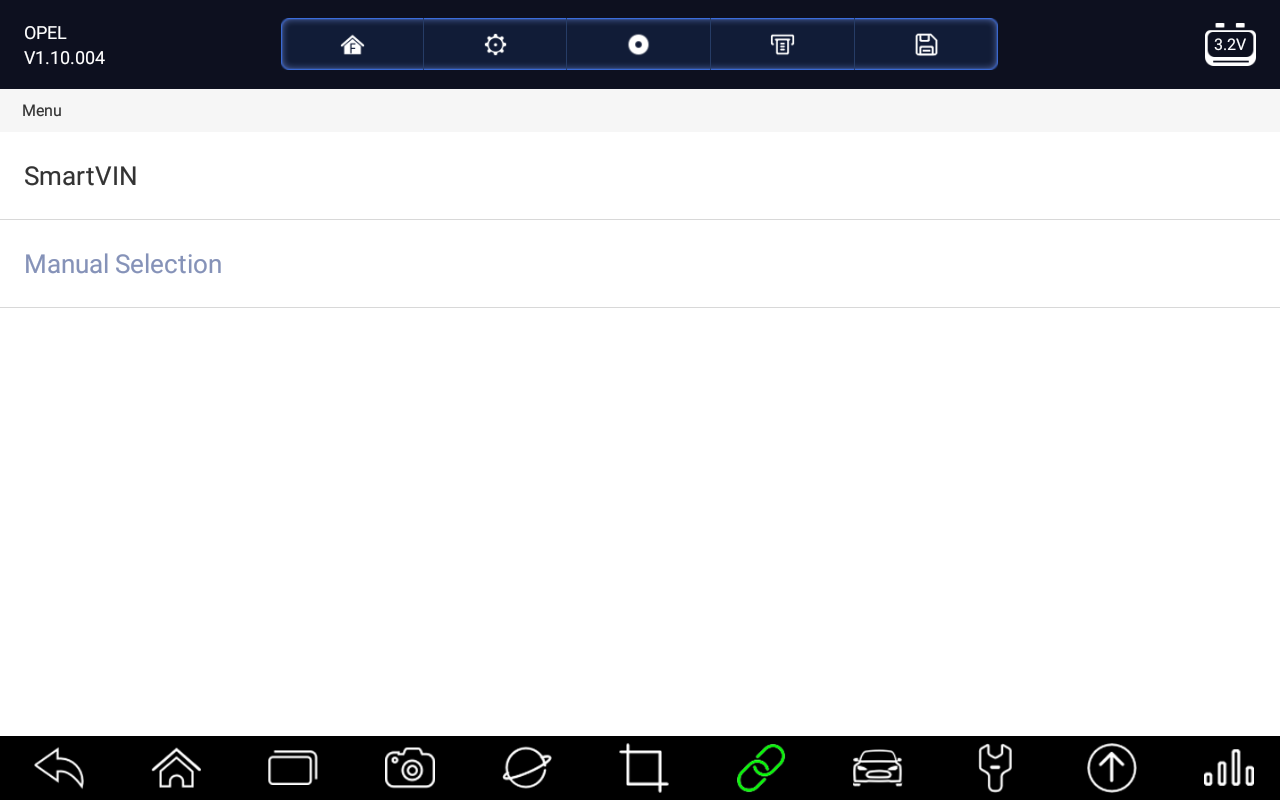 OPEL
V1.10.004
F
3.2V
Menu
SmartVIN
Manual Selection